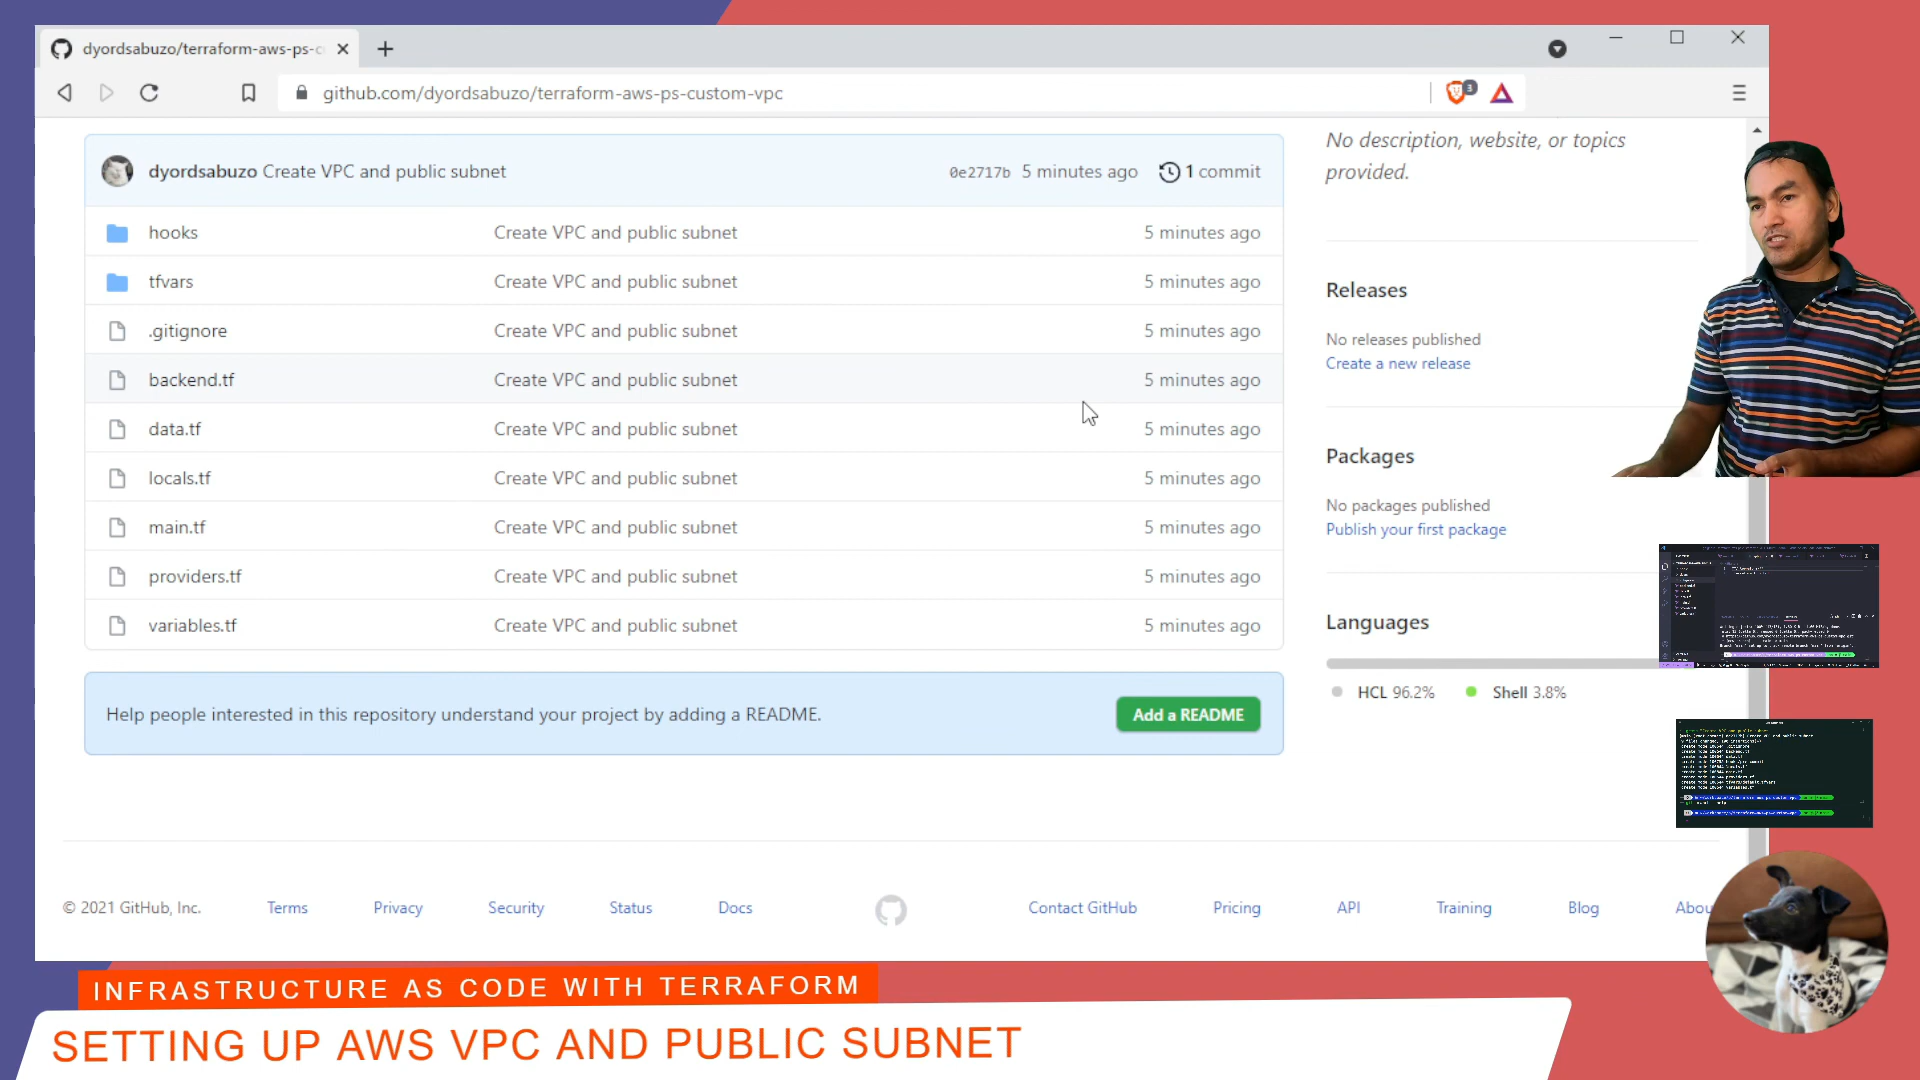 dyordsabuzo/terraform-aws-ps-c
github.com/dyordsabuzo/terraform-aws-ps-custom-vpc
3
dyordsabuzo Create VPC and public subnet 0e2717b 5 minutes ago 1 commit
hooks Create VPC and public subnet 5 minutes ago
tfvars Create VPC and public subnet 5 minutes ago
.gitignore Create VPC and public subnet 5 minutes ago
backend.tf Create VPC and public subnet 5 minutes ago
data.tf Create VPC and public subnet 5 minutes ago
locals.tf Create VPC and public subnet 5 minutes ago
main.tf Create VPC and public subnet 5 minutes ago
providers.tf Create VPC and public subnet 5 minutes ago
variables.tf Create VPC and public subnet 5 minutes ago
Help people interested in this repository understand your project by adding a README.
Add a README
No description, website, or topics
provided.
Releases
No releases published
Create a new release
Packages
No packages published
Publish your first package
Languages
HCL 96.2% Shell 3.8%
© 2021 GitHub, Inc. Terms Privacy Security Status Docs Contact GitHub Pricing API Training Blog Abou
INFRASTRUCTURE AS CODE WITH TERRAFORM
SETTING UP AWS VPC AND PUBLIC SUBNET